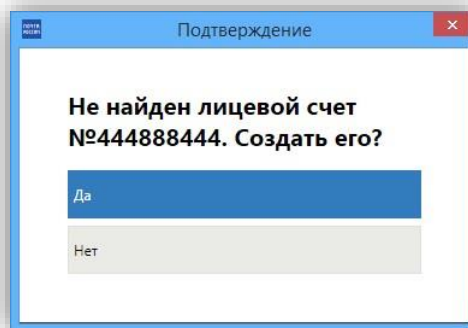 Подтверждение
Не найден лицевой счет
№444888444. Создать его?
Да
Нет